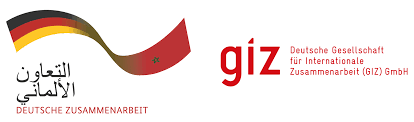 التعاون
الألماني
DEUTSCHE ZUSAMMENARBEIT
giz
Deutsche Gesellschaft
für Internationale
Zusammenarbeit (GIZ) GmbH